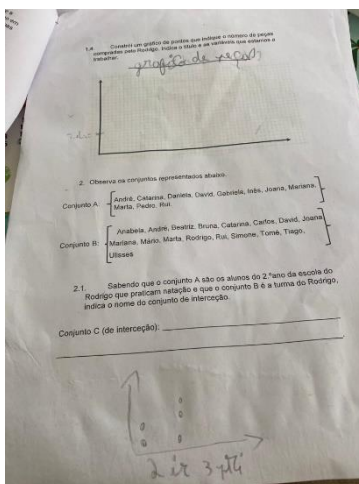 1.4 Constrói um gráfico de pontos que indique o número de peças
compradas pelo Rodrigo. Indica o título e as variáveis que estamos a
trabalhar.
gráfico de
2. Observa os conjuntos representados abaixo.
Conjunto A: André, Catarina, Daniela, David, Gabriela, Inês, Joana, Mariana,
Marta, Pedro, Rui.
Conjunto B: Anabela, Andre, Beatriz, Bruna, Catarina, Carlos, David, Joana
Mariana, Mário, Marta, Rodrigo, Rui, Simone, Tomé, Tiago,
Ulisses
2.1. Sabendo que o conjunto A são os alunos do 2.ºano da escola do
Rodrigo que praticam natação e que o conjunto B é a turma do Rodrigo,
indica o nome do conjunto de interceção.
Conjunto C (de interceção):
2 3